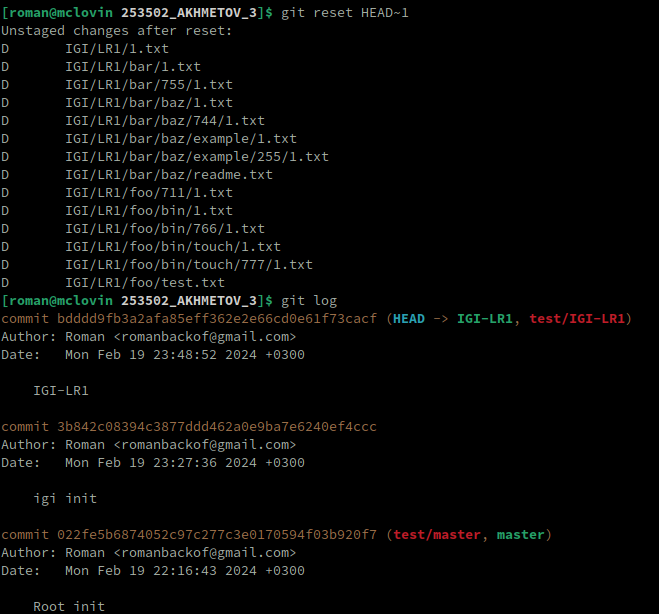 [roman@mclovin 253502_AKHMETOV_3]$ git reset HEAD~1
Unstaged changes after reset:
D       IGI/LR1/1.txt
D       IGI/LR1/bar/1.txt
D       IGI/LR1/bar/755/1.txt
D       IGI/LR1/bar/baz/1.txt
D       IGI/LR1/bar/baz/744/1.txt
D       IGI/LR1/bar/baz/example/1.txt
D       IGI/LR1/bar/baz/example/255/1.txt
D       IGI/LR1/bar/baz/readme.txt
D       IGI/LR1/foo/711/1.txt
D       IGI/LR1/foo/bin/1.txt
D       IGI/LR1/foo/bin/766/1.txt
D       IGI/LR1/foo/bin/touch/1.txt
D       IGI/LR1/foo/bin/touch/777/1.txt
D       IGI/LR1/foo/test.txt
[roman@mclovin 253502_AKHMETOV_3]$ git log
commit bdddd9fb3a2afa85eff362e2e66cd0e61f73cacf (HEAD -> IGI-LR1, test/IGI-LR1)
Author: Roman <romanbackof@gmail.com>
Date:   Mon Feb 19 23:48:52 2024 +0300
    IGI-LR1
commit 3b842c08394c3877ddd462a0e9ba7e6240ef4ccc
Author: Roman <romanbackof@gmail.com>
Date:   Mon Feb 19 23:27:36 2024 +0300
    igi init
commit 022fe5b6874052c97c277c3e0170594f03b920f7 (test/master, master)
Author: Roman <romanbackof@gmail.com>
Date:   Mon Feb 19 22:16:43 2024 +0300
    Root init